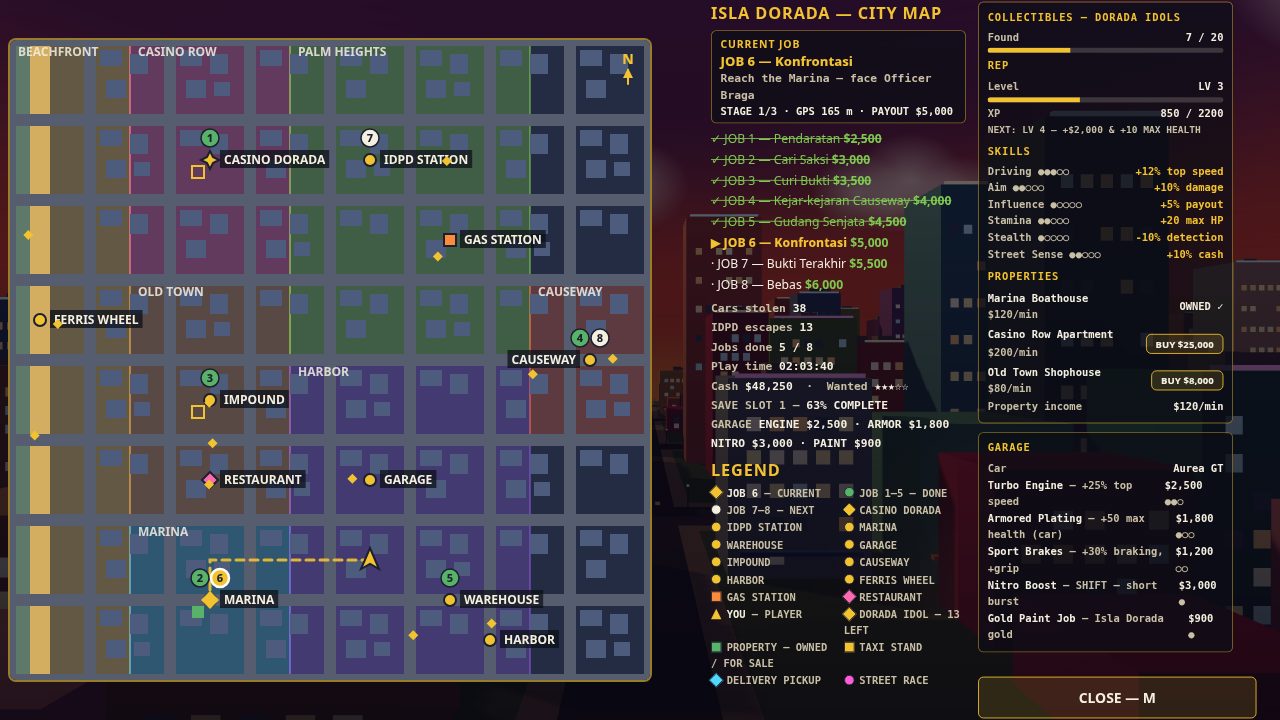 BEACHFRONT
CASINO ROW
PALM HEIGHTS
N
1
7
CASINO DORADA
IDPD STATION
GAS STATION
OLD TOWN
CAUSEWAY
FERRIS WHEEL
4
8
CAUSEWAY
HARBOR
3
IMPOUND
RESTAURANT
GARAGE
MARINA
2
6
5
MARINA
WAREHOUSE
HARBOR
ISLA DORADA — CITY MAP
CURRENT JOB
JOB 6 — Konfrontasi
Reach the Marina — face Officer
Braga
STAGE 1/3 · GPS 165 m · PAYOUT $5,000
✓ JOB 1 — Pendaratan $2,500
✓ JOB 2 — Cari Saksi $3,000
✓ JOB 3 — Curi Bukti $3,500
✓ JOB 4 — Kejar-kejaran Causeway $4,000
✓ JOB 5 — Gudang Senjata $4,500
▶ JOB 6 — Konfrontasi $5,000
· JOB 7 — Bukti Terakhir $5,500
· JOB 8 — Bebas $6,000
Cars stolen 38
IDPD escapes 13
Jobs done 5 / 8
Play time 02:03:40
Cash $48,250 · Wanted ★★★☆☆
SAVE SLOT 1 — 63% COMPLETE
GARAGE ENGINE $2,500 · ARMOR $1,800
NITRO $3,000 · PAINT $900
LEGEND
JOB 6 — CURRENT
JOB 1–5 — DONE
JOB 7–8 — NEXT
CASINO DORADA
IDPD STATION
MARINA
WAREHOUSE
GARAGE
IMPOUND
CAUSEWAY
HARBOR
FERRIS WHEEL
GAS STATION
RESTAURANT
YOU — PLAYER
DORADA IDOL — 13
LEFT
PROPERTY — OWNED
/ FOR SALE
TAXI STAND
DELIVERY PICKUP
STREET RACE
COLLECTIBLES — DORADA IDOLS
Found 7 / 20
REP
Level LV 3
XP 850 / 2200
NEXT: LV 4 — +$2,000 & +10 MAX HEALTH
SKILLS
Driving ●●●○○ +12% top speed
Aim ●●○○○ +10% damage
Influence ●○○○○ +5% payout
Stamina ●●○○○ +20 max HP
Stealth ●○○○○ -10% detection
Street Sense ●●○○○ +10% cash
PROPERTIES
Marina Boathouse
$120/min
OWNED ✓
Casino Row Apartment
$200/min
BUY $25,000
Old Town Shophouse
$80/min
BUY $8,000
Property income $120/min
GARAGE
Car Aurea GT
Turbo Engine — +25% top $2,500
speed ●●○
Armored Plating — +50 max $1,800
health (car) ●○○
Sport Brakes — +30% braking, $1,200
+grip ○○
Nitro Boost — SHIFT — short $3,000
burst ●
Gold Paint Job — Isla Dorada $900
gold ●
CLOSE — M